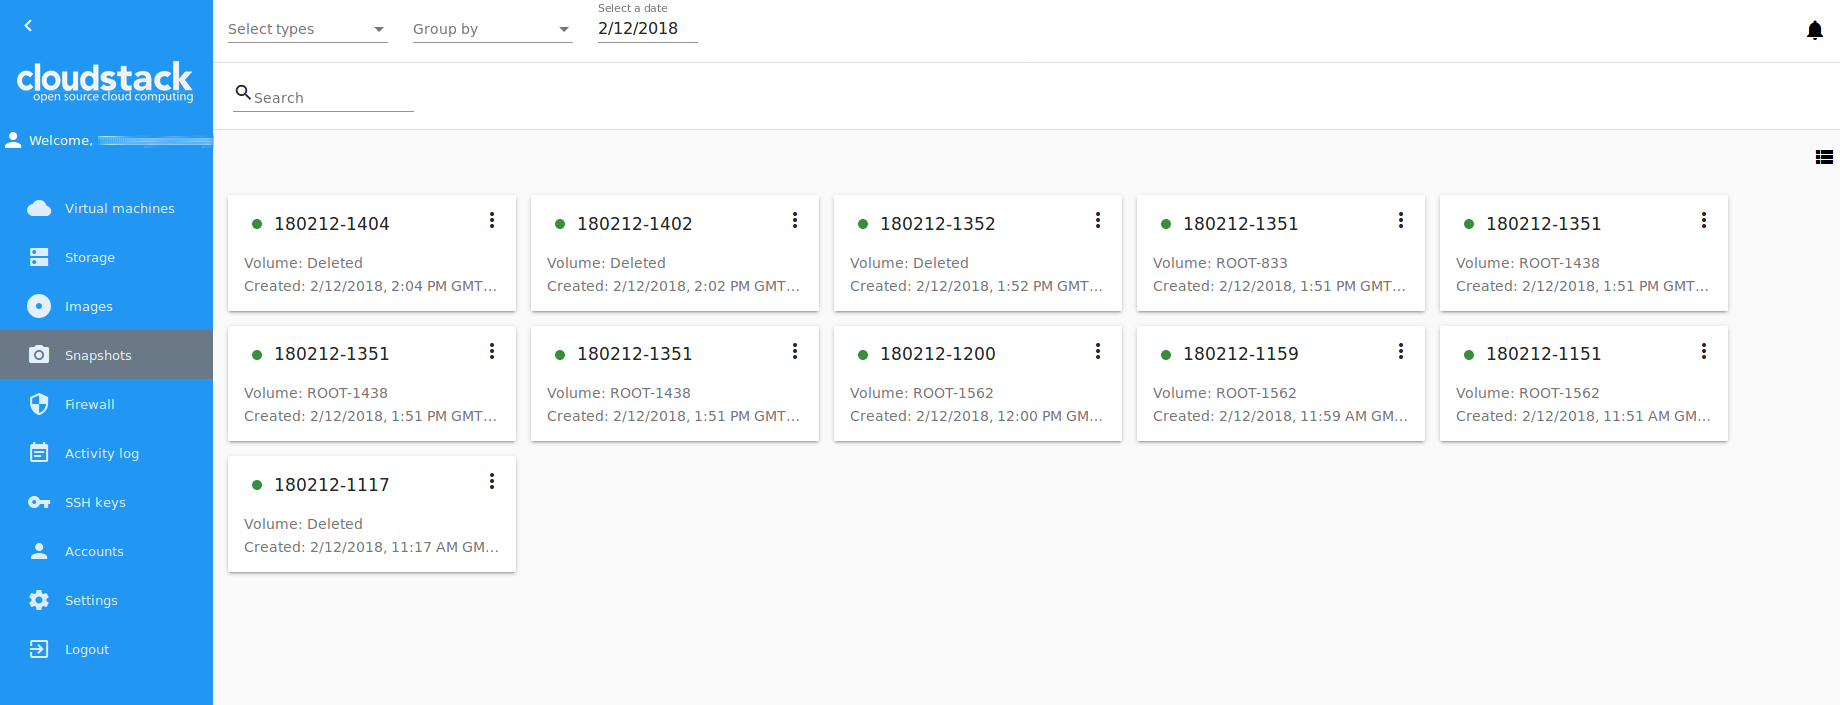 cloudstack
open source cloud computing
Welcome,
Virtual machines
Storage
Images
Snapshots
Firewall
Activity log
SSH keys
Accounts
Settings
Logout
Select types
Group by
Select a date
2/12/2018
Search
180212-1404
Volume: Deleted
Created: 2/12/2018, 2:04 PM GMT...
180212-1402
Volume: Deleted
Created: 2/12/2018, 2:02 PM GMT...
180212-1352
Volume: Deleted
Created: 2/12/2018, 1:52 PM GMT...
180212-1351
Volume: ROOT-833
Created: 2/12/2018, 1:51 PM GMT...
180212-1351
Volume: ROOT-1438
Created: 2/12/2018, 1:51 PM GMT...
180212-1351
Volume: ROOT-1438
Created: 2/12/2018, 1:51 PM GMT...
180212-1351
Volume: ROOT-1438
Created: 2/12/2018, 1:51 PM GMT...
180212-1200
Volume: ROOT-1562
Created: 2/12/2018, 12:00 PM GM...
180212-1159
Volume: ROOT-1562
Created: 2/12/2018, 11:59 AM GM...
180212-1151
Volume: ROOT-1562
Created: 2/12/2018, 11:51 AM GM...
180212-1117
Volume: Deleted
Created: 2/12/2018, 11:17 AM GM...